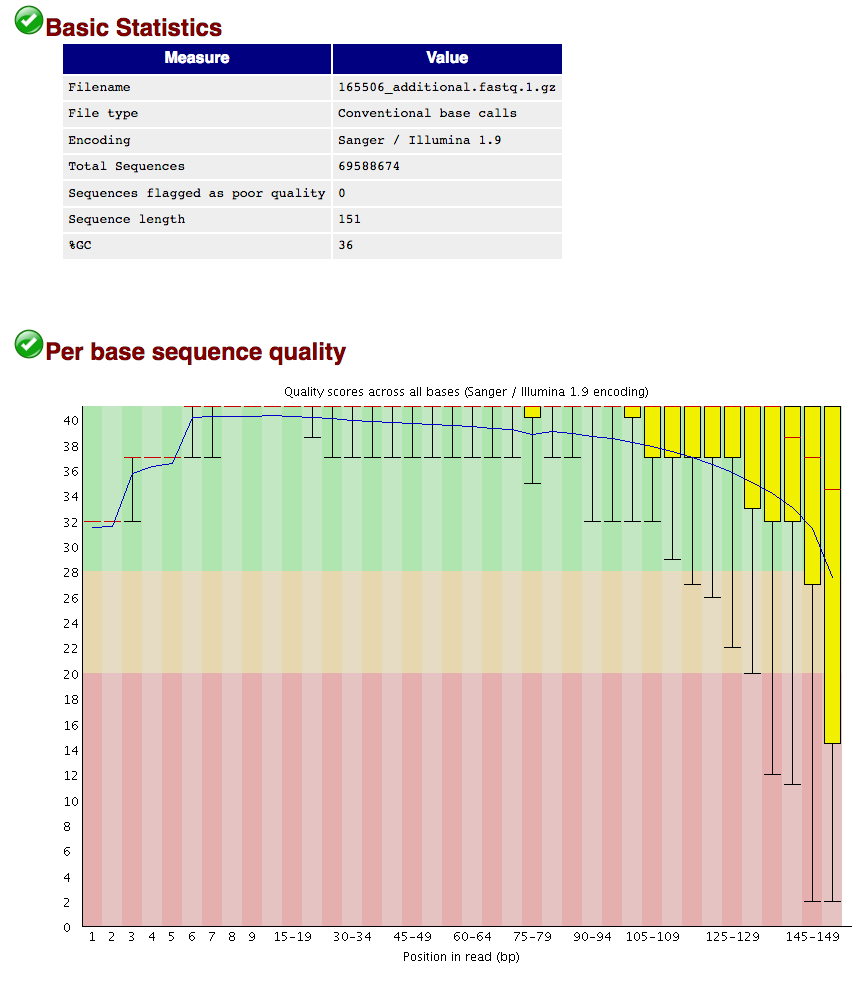 Basic Statistics
Measure Value
Filename 165506_additional.fastq.1.gz
File type Conventional base calls
Encoding Sanger / Illumina 1.9
Total Sequences 69588674
Sequences flagged as poor quality 0
Sequence length 151
%GC 36
Per base sequence quality
Quality scores across all bases (Sanger / Illumina 1.9 encoding)
40
38
36
34
32
30
28
26
24
22
20
18
16
14
12
10
8
6
4
2
0
1 2 3 4 5 6 7 8 9 15-19 30-34 45-49 60-64 75-79 90-94 105-109 125-129 145-149
Position in read (bp)